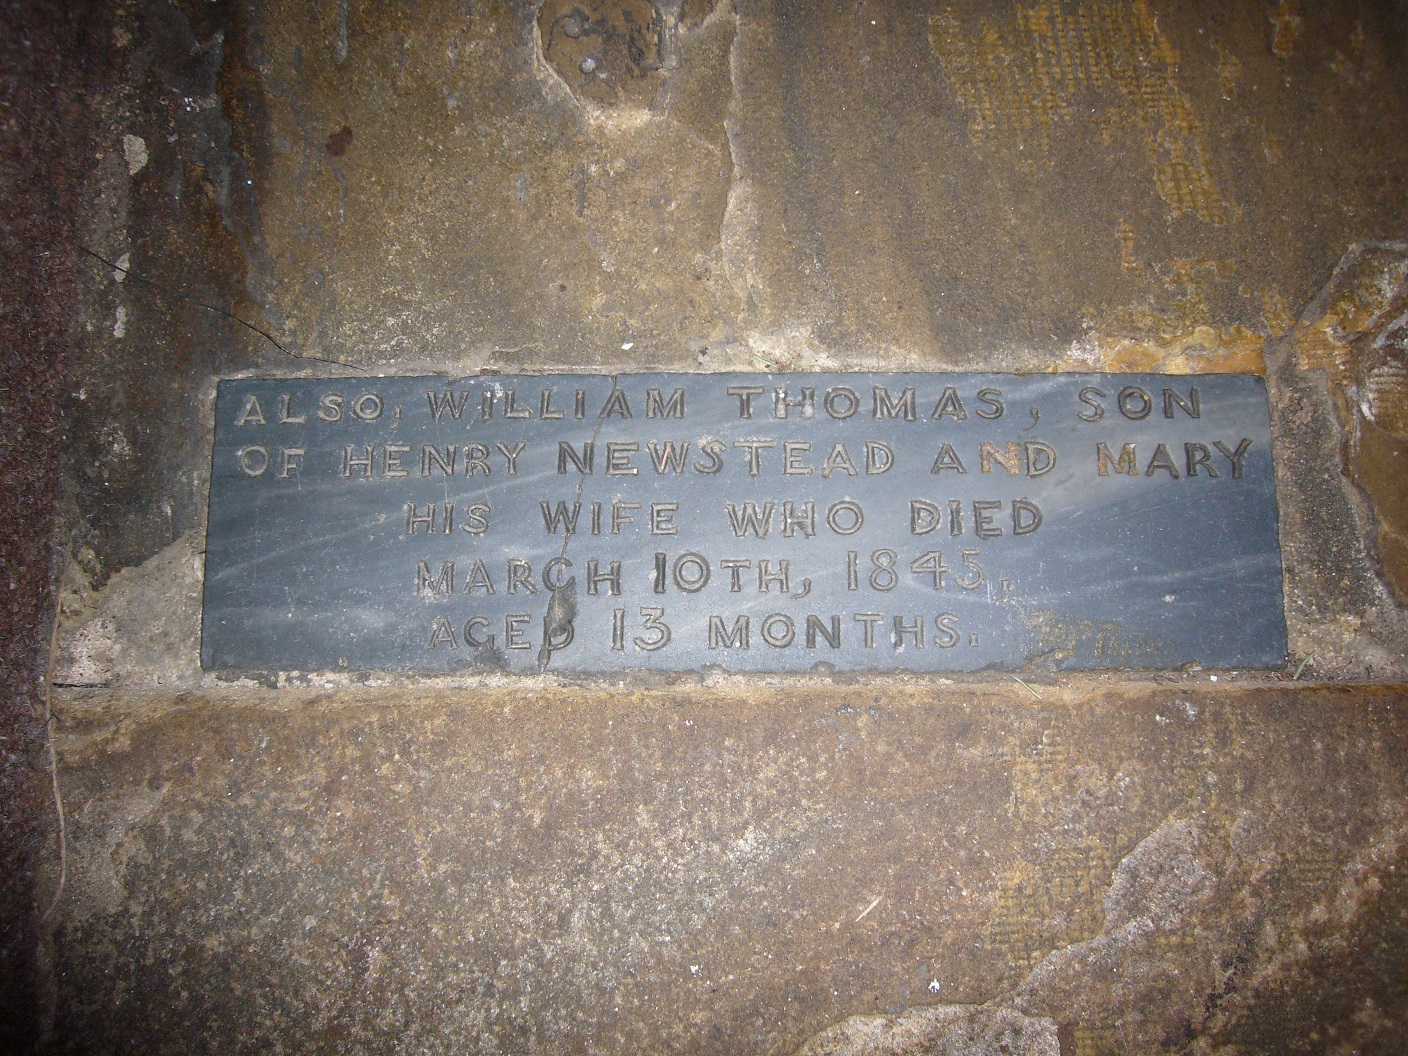 ALSO, WILLIAM THOMAS, SON
OF HENRY NEWSTEAD AND MARY
HIS WIFE WHO DIED
MARCH 10TH, 1845,
AGED 13 MONTHS.